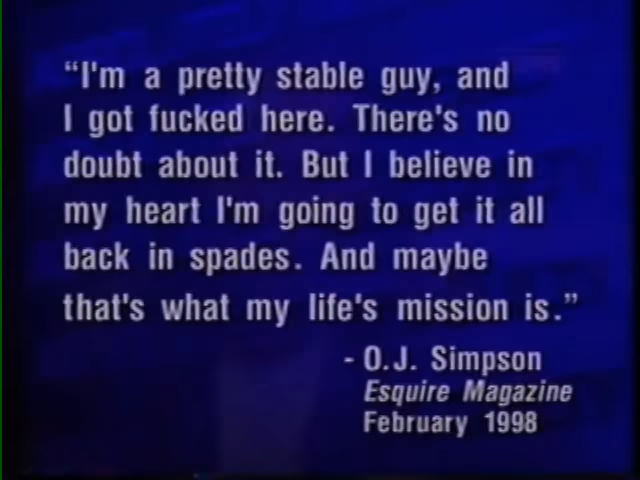 “I'm a pretty stable guy, and
I got fucked here. There's no
doubt about it. But I believe in
my heart I'm going to get it all
back in spades. And maybe
that's what my life's mission is.”
- O.J. Simpson
Esquire Magazine
February 1998